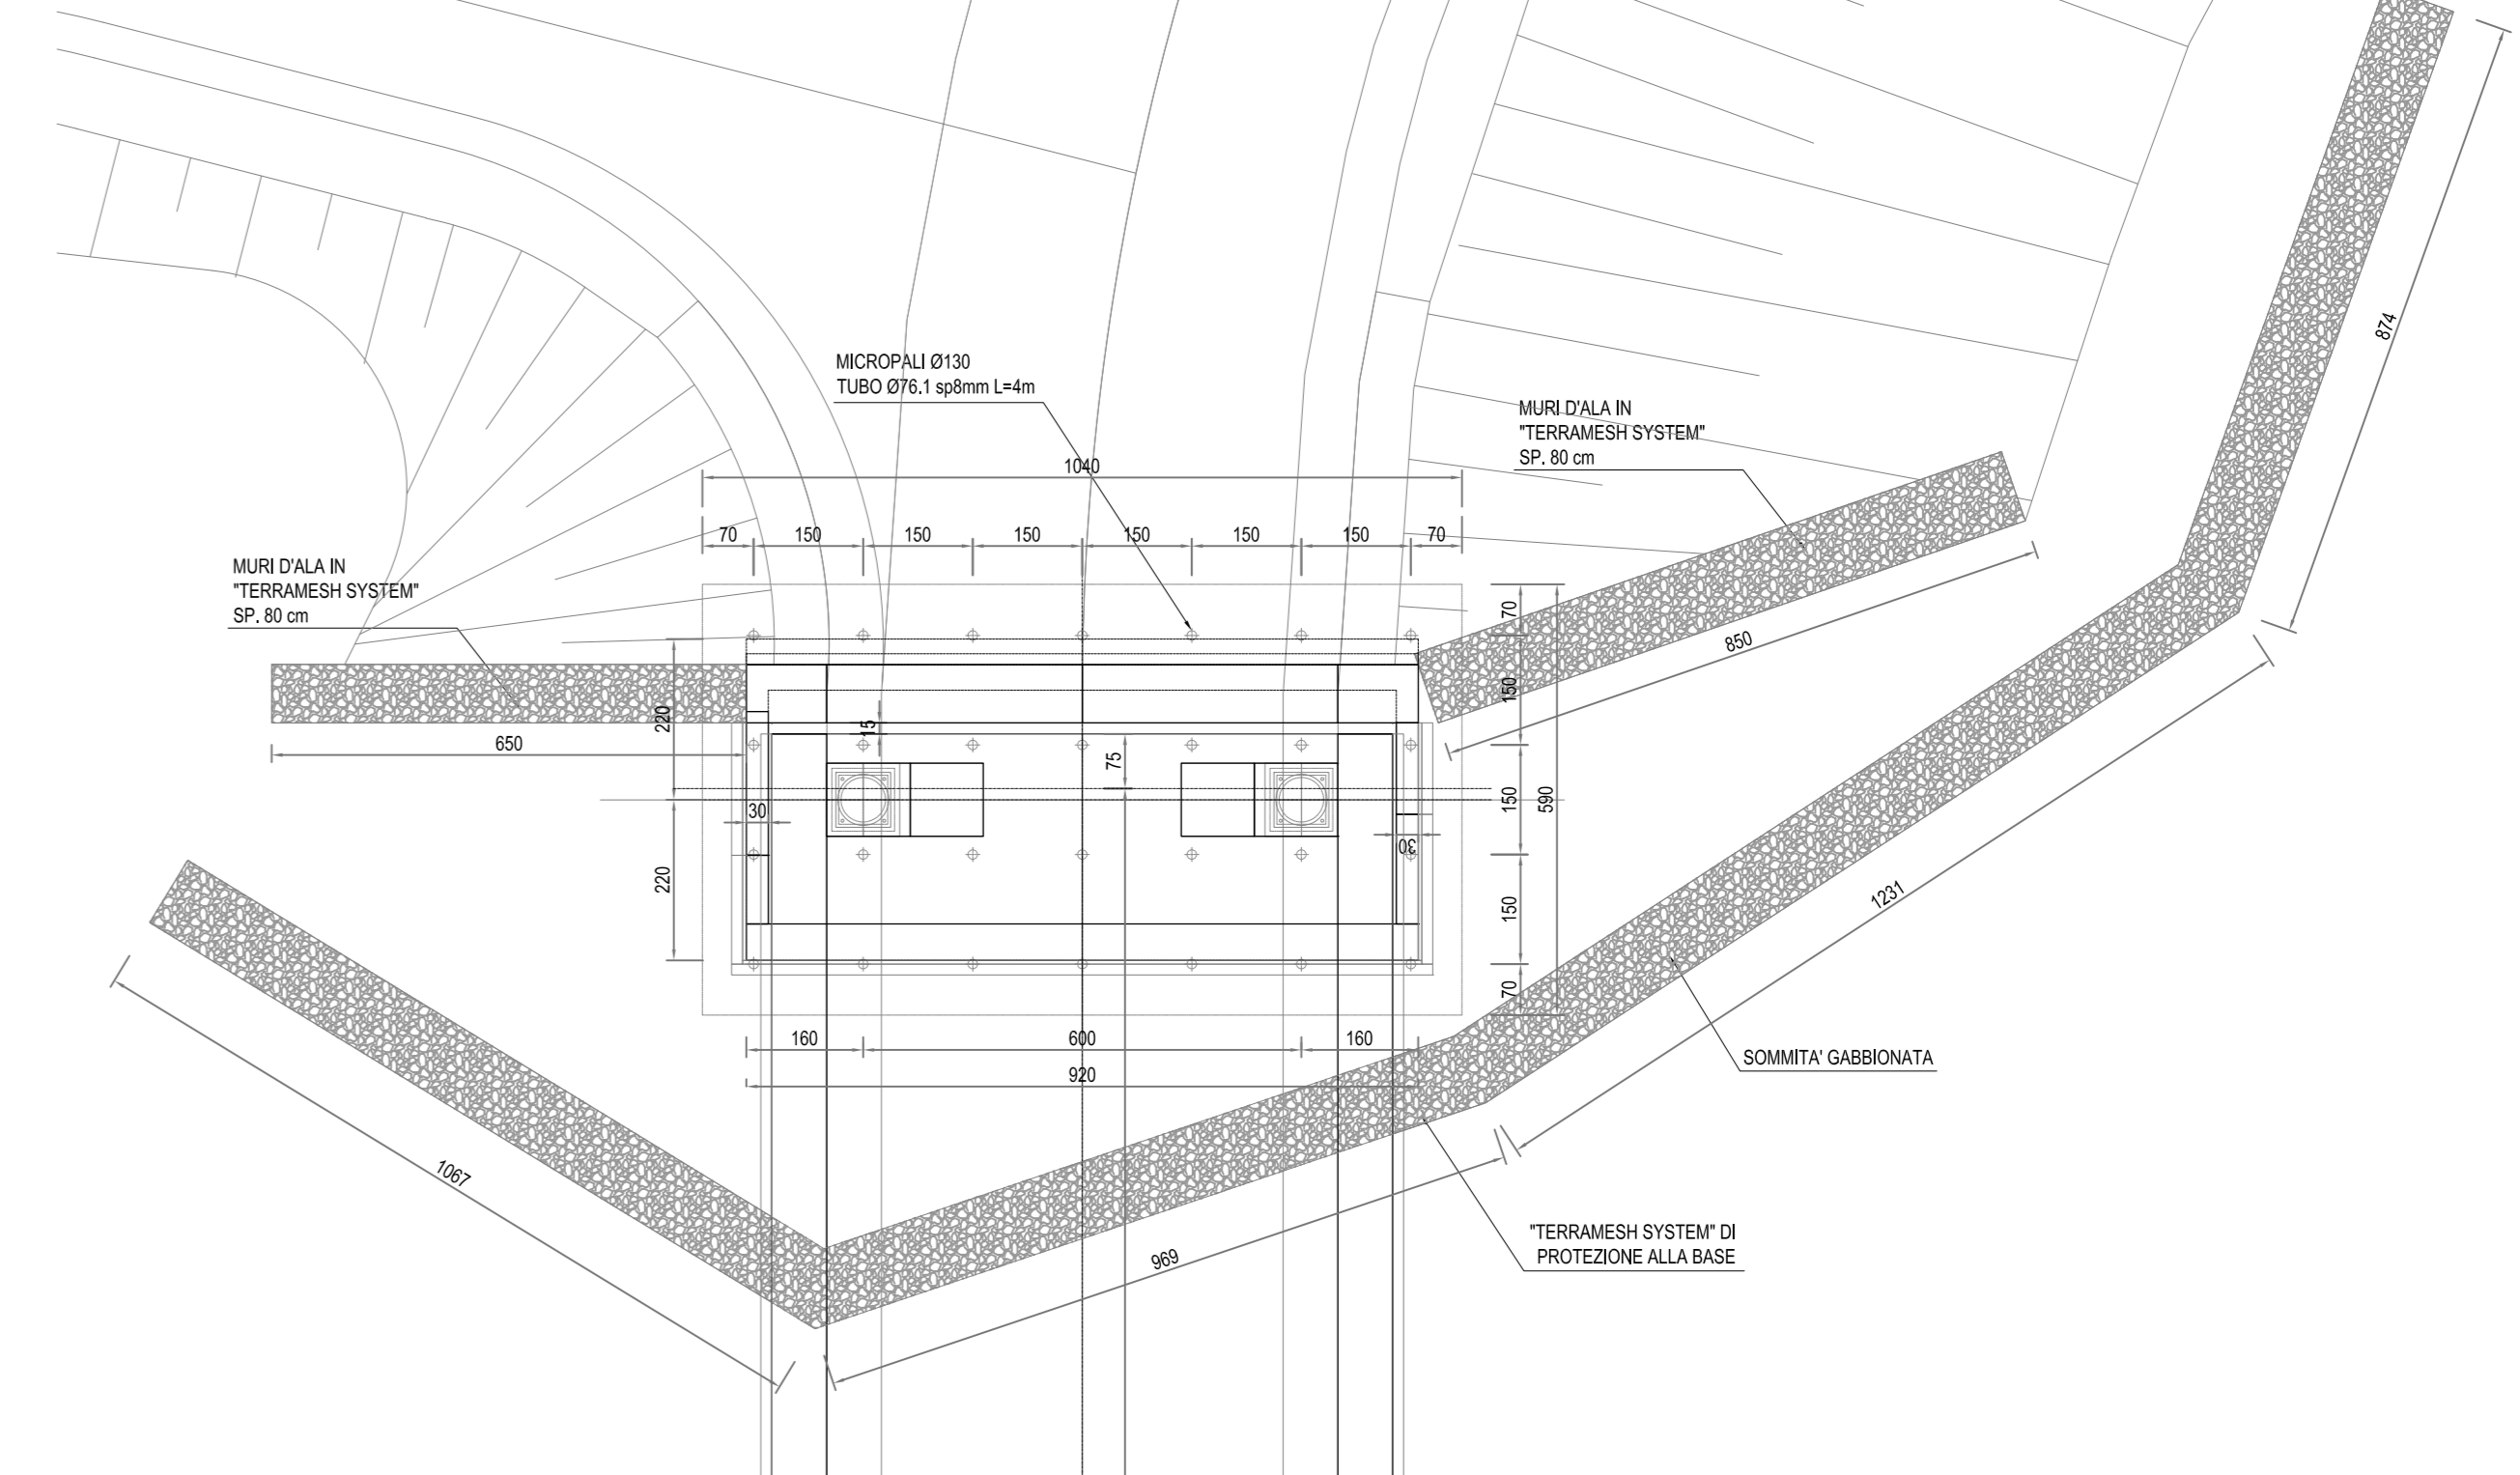 874
MICROPALI Ø130
TUBO Ø76.1 sp8mm L=4m
MURI D'ALA IN
"TERRAMESH SYSTEM"
SP. 80 cm
1040
70 150 150 150 150 150 150 70
MURI D'ALA IN
"TERRAMESH SYSTEM"
SP. 80 cm
70
850
150
220
15
650
75
150
590
30
30
220
150
1231
70
160 600 160
920
SOMMITA' GABBIONATA
1067
969
"TERRAMESH SYSTEM" DI
PROTEZIONE ALLA BASE